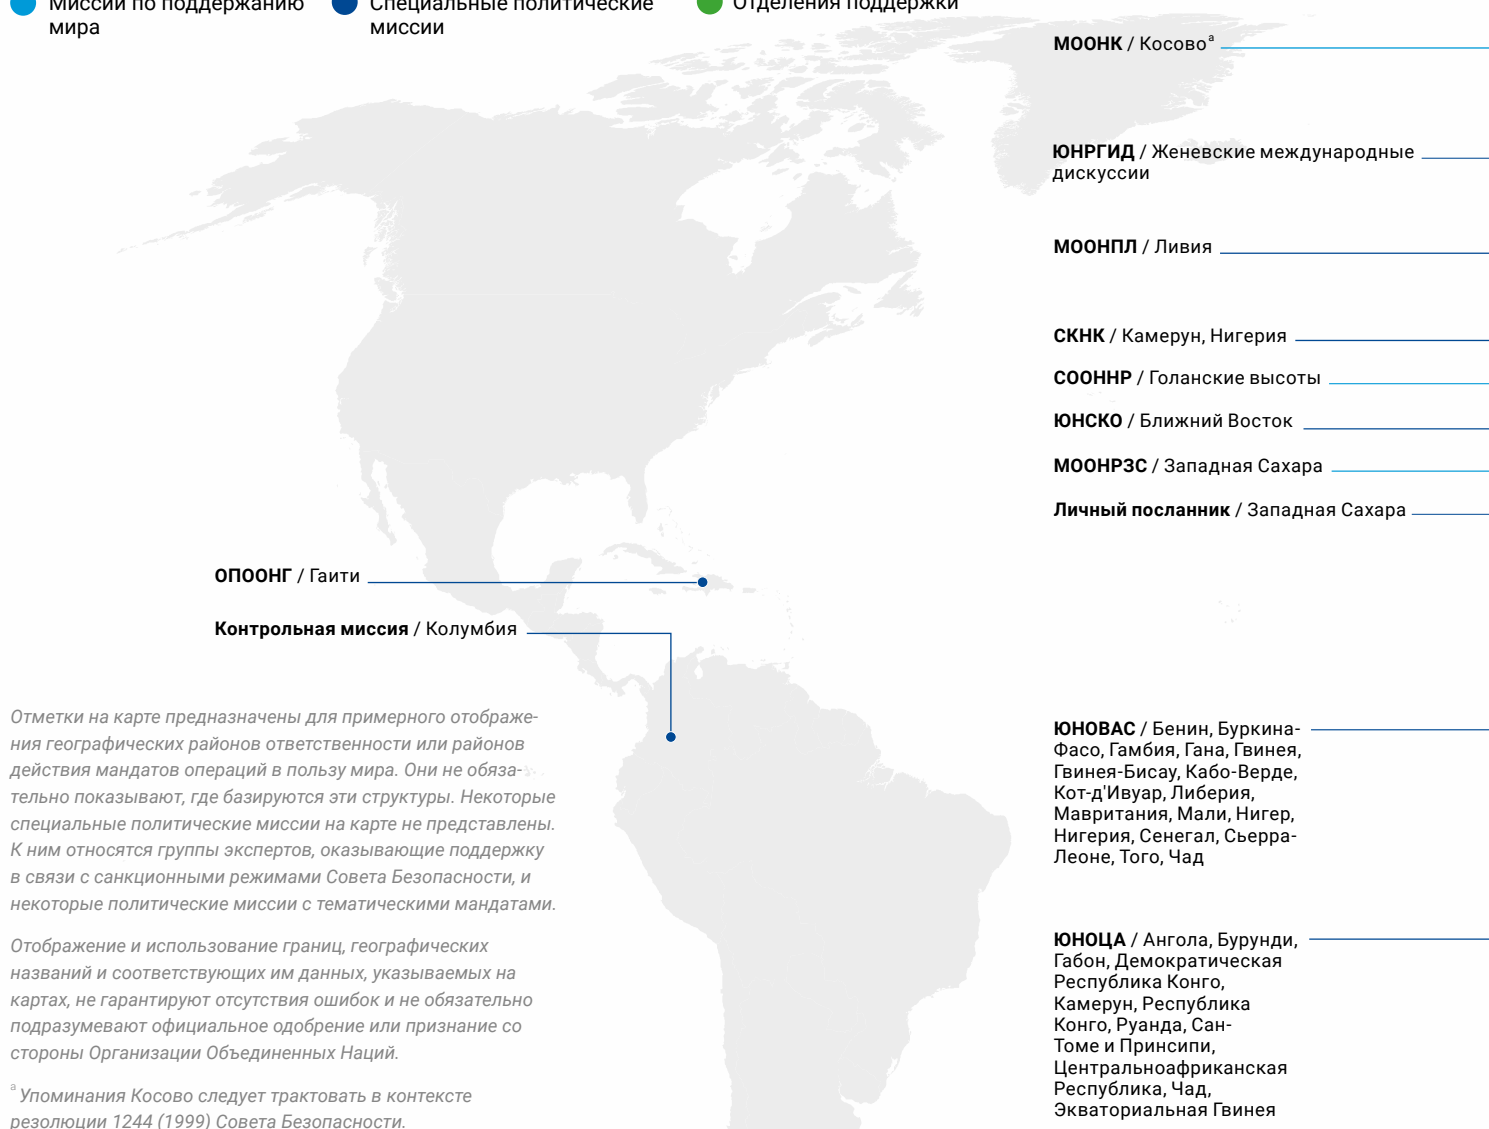 Миссии по поддержанию
мира
Специальные политические
миссии
Отделения поддержки
МООНК / Косовоª
ЮНРГИД / Женевские международные
дискуссии
МООНПЛ / Ливия
СКНК / Камерун, Нигерия
СООННР / Голанские высоты
ЮНСКО / Ближний Восток
МООНРЗС / Западная Сахара
Личный посланник / Западная Сахара
ОПООНГ / Гаити
Контрольная миссия / Колумбия
Отметки на карте предназначены для примерного отображе-
ния географических районов ответственности или районов
действия мандатов операций в пользу мира. Они не обяза-
тельно показывают, где базируются эти структуры. Некоторые
специальные политические миссии на карте не представлены.
К ним относятся группы экспертов, оказывающие поддержку
в связи с санкционными режимами Совета Безопасности, и
некоторые политические миссии с тематическими мандатами.
Отображение и использование границ, географических
названий и соответствующих им данных, указываемых на
картах, не гарантируют отсутствия ошибок и не обязательно
подразумевают официальное одобрение или признание со
стороны Организации Объединенных Наций.
ª Упоминания Косово следует трактовать в контексте
резолюции 1244 (1999) Совета Безопасности.
ЮНОВАС / Бенин, Буркина-
Фасо, Гамбия, Гана, Гвинея,
Гвинея-Бисау, Кабо-Верде,
Кот-д'Ивуар, Либерия,
Мавритания, Мали, Нигер,
Нигерия, Сенегал, Сьерра-
Леоне, Того, Чад
ЮНОЦА / Ангола, Бурунди,
Габон, Демократическая
Республика Конго,
Камерун, Республика
Конго, Руанда, Сан-
Томе и Принсипи,
Центральноафриканская
Республика, Чад,
Экваториальная Гвинея